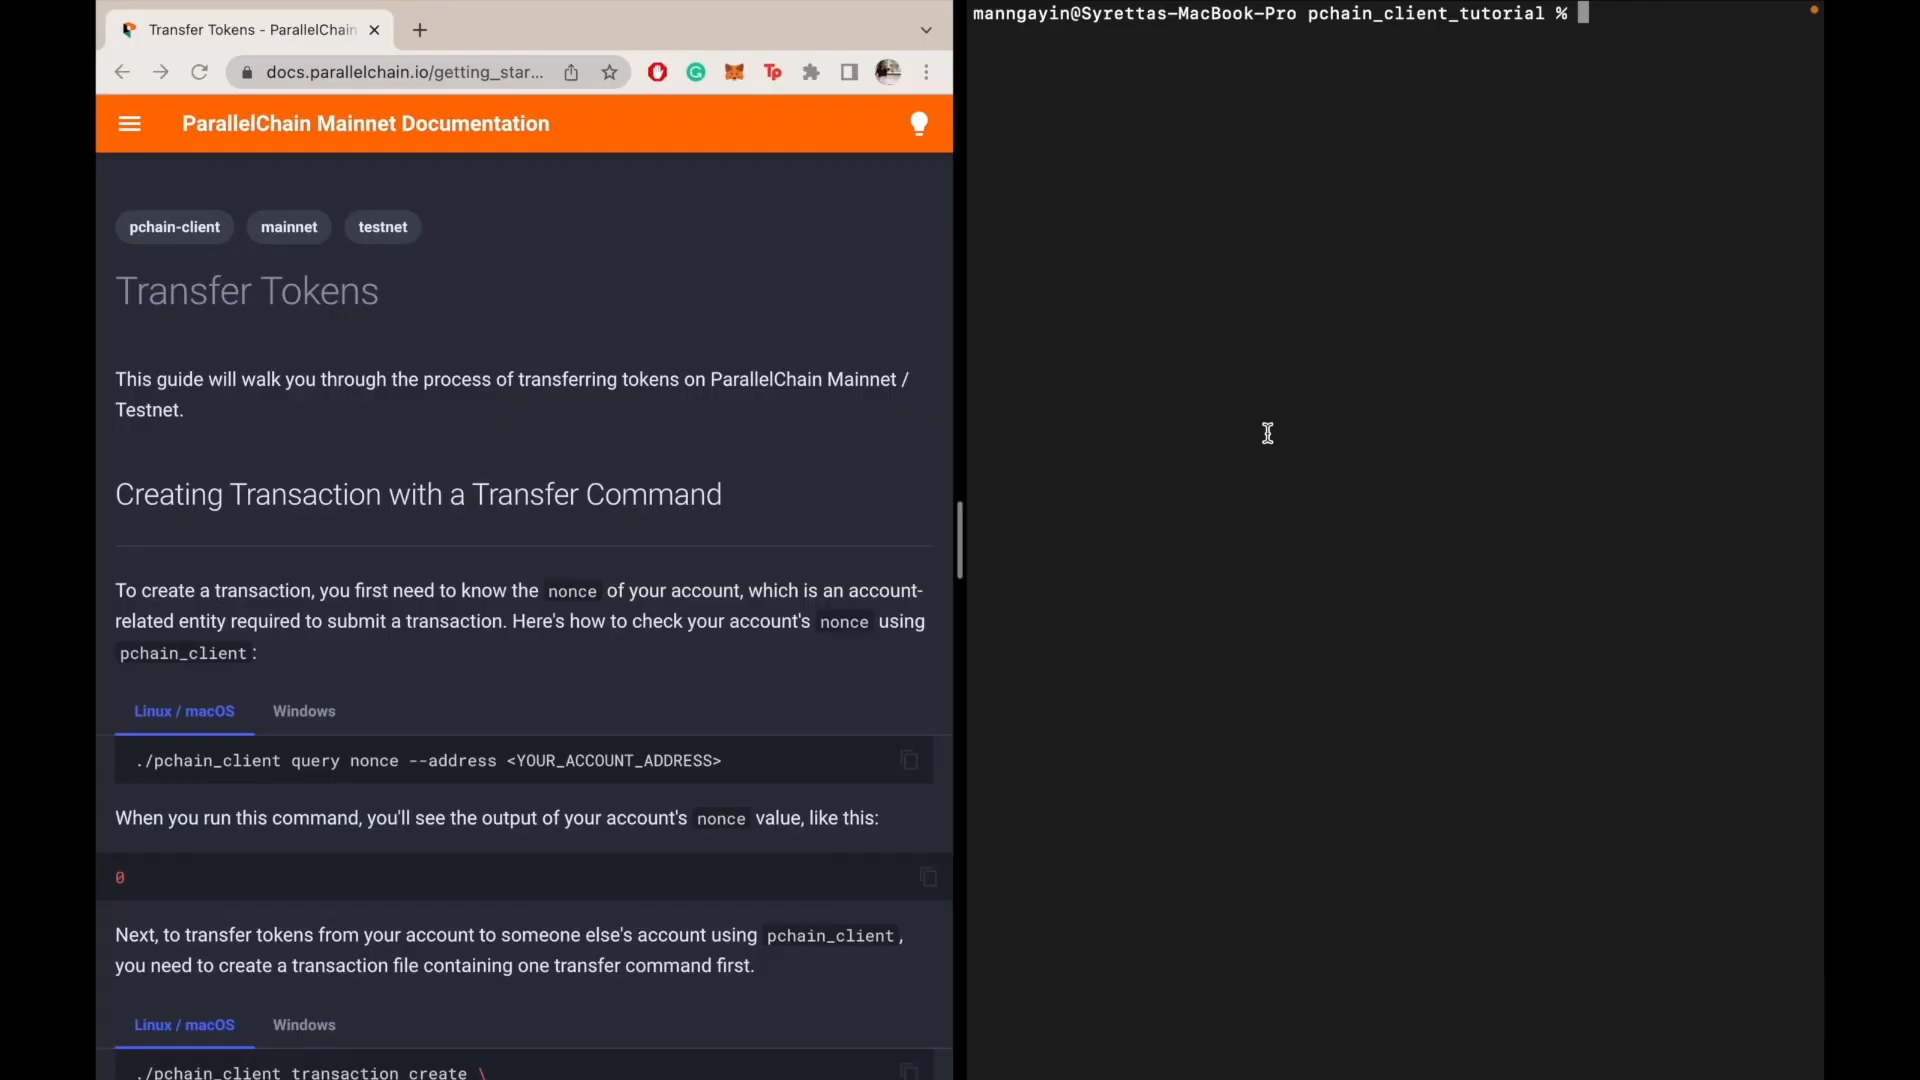 Transfer Tokens - ParallelChain
docs.parallelchain.io/getting_star...
Tp
ParallelChain Mainnet Documentation
pchain-client mainnet testnet
Transfer Tokens
This guide will walk you through the process of transferring tokens on ParallelChain Mainnet /
Testnet.
Creating Transaction with a Transfer Command
To create a transaction, you first need to know the nonce of your account, which is an account-
related entity required to submit a transaction. Here's how to check your account's nonce using
pchain_client:
Linux / macOS Windows
./pchain_client query nonce --address <YOUR_ACCOUNT_ADDRESS>
When you run this command, you'll see the output of your account's nonce value, like this:
0
Next, to transfer tokens from your account to someone else's account using pchain_client,
you need to create a transaction file containing one transfer command first.
Linux / macOS Windows
./pchain_client transaction create \
manngayin@Syrettas-MacBook-Pro pchain_client_tutorial %